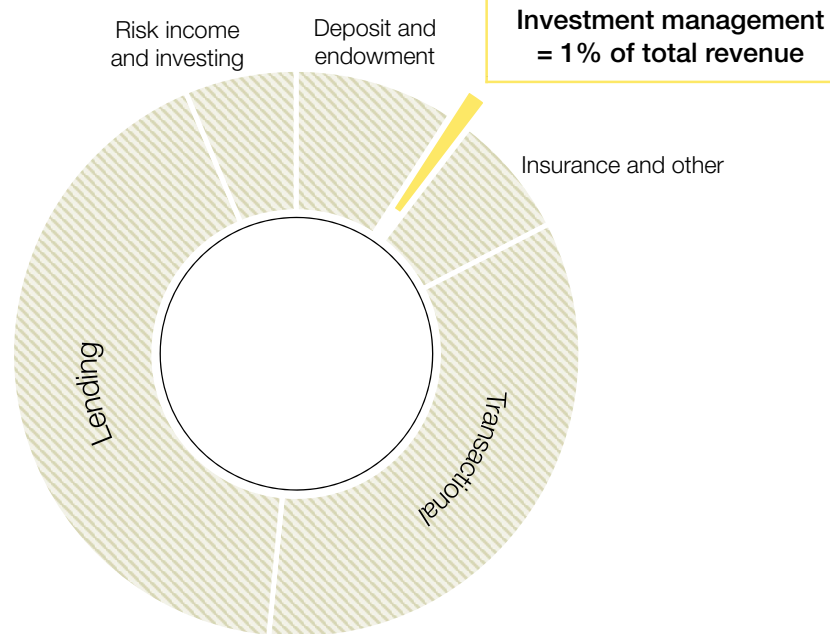 Risk income
and investing
Deposit and
endowment
Investment management
= 1% of total revenue
Insurance and other
Lending
Transactional